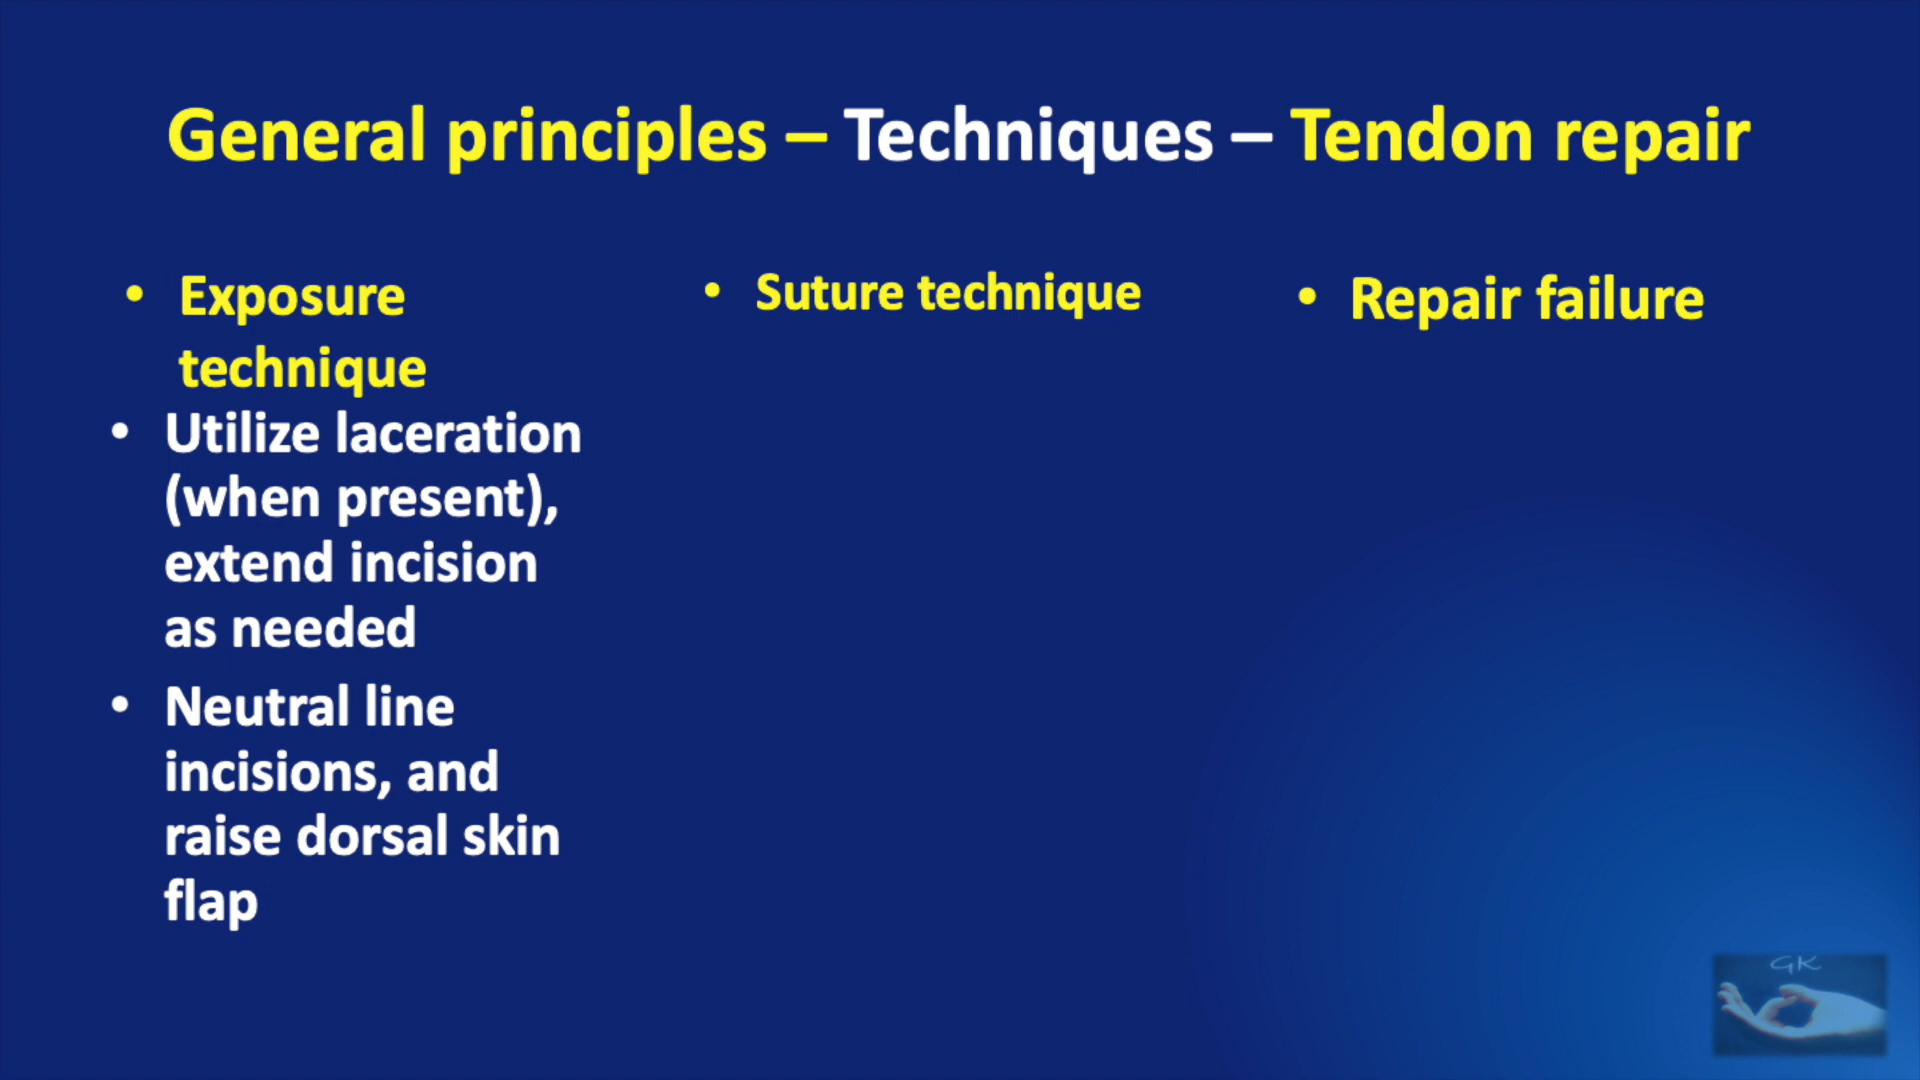 General principles – Techniques – Tendon repair
• Exposure
technique
• Utilize laceration
(when present),
extend incision
as needed
• Neutral line
incisions, and
raise dorsal skin
flap
• Suture technique
• Repair failure
GK